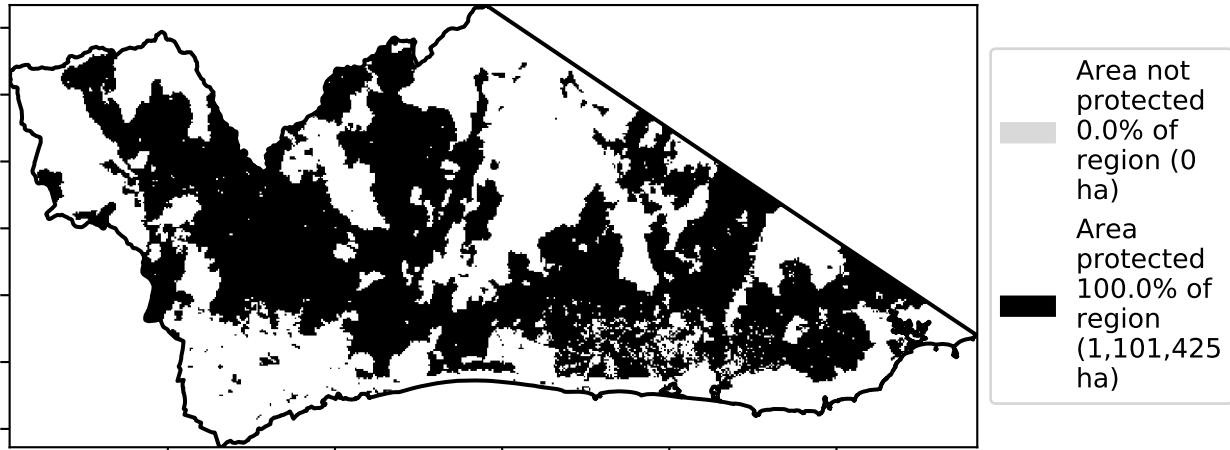 Area not
protected
0.0% of
region (0
ha)
Area
protected
100.0% of
region
(1,101,425
ha)